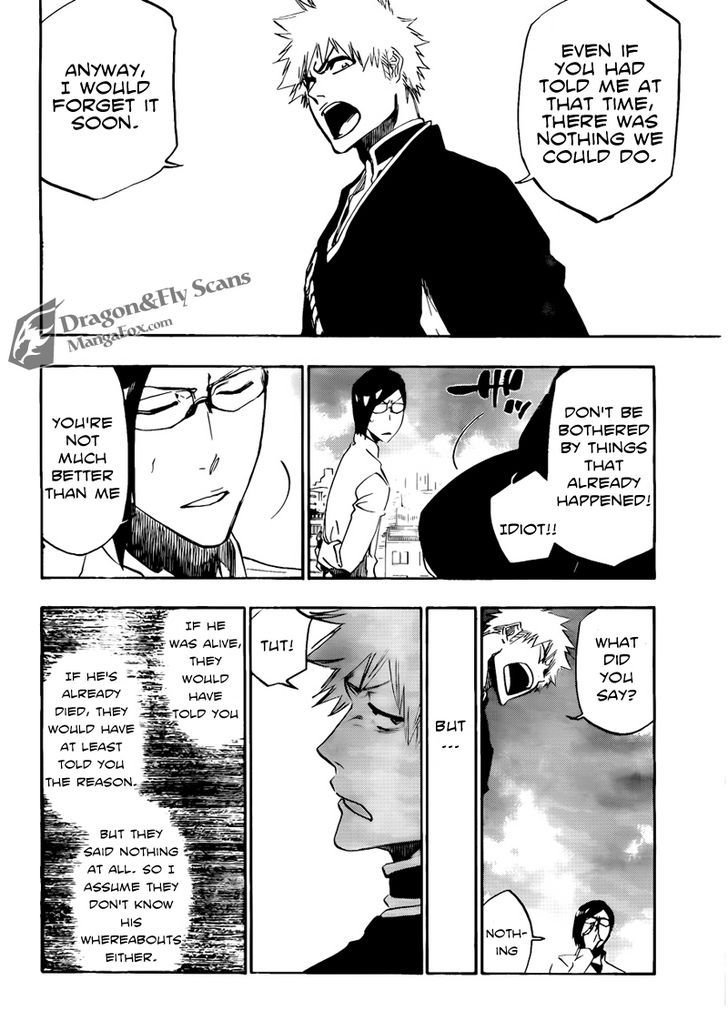 EVEN IF
YOU HAD
TOLD ME AT
THAT TIME,
THERE WAS
NOTHING WE
COULD DO.
ANYWAY,
I WOULD
FORGET IT
SOON.
Dragon&Fly Scans
MangaFox.com
DON'T BE
BOTHERED
BY THINGS
THAT
ALREADY
HAPPENED!
IDIOT!!
YOU'RE
NOT
MUCH
BETTER
THAN ME
WHAT
DID
YOU
SAY?
NOTH-
ING
BUT
...
TUT!
IF HE
WAS ALIVE,
THEY
WOULD
HAVE
TOLD YOU
IF HE'S
ALREADY
DIED, THEY
WOULD HAVE
AT LEAST
TOLD YOU
THE REASON.
BUT THEY
SAID NOTHING
AT ALL. SO I
ASSUME THEY
DON'T KNOW
HIS
WHEREABOUTS
EITHER.